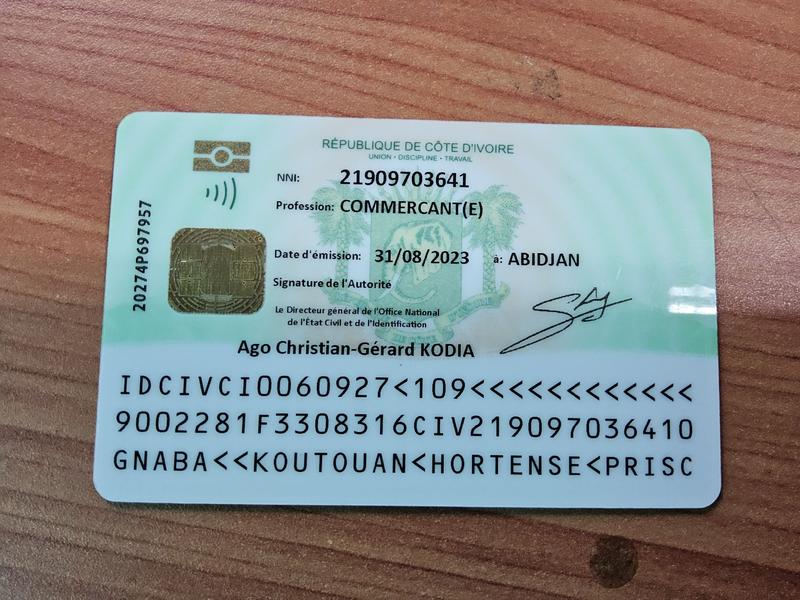 RÉPUBLIQUE DE CÔTE D'IVOIRE
UNION - DISCIPLINE - TRAVAIL
NNI: 21909703641
Profession: COMMERCANT(E)
20274P697957
Date d'émission: 31/08/2023 à: ABIDJAN
Signature de l'Autorité
Le Directeur général de l'Office National
de l'État Civil et de l'Identification
Ago Christian-Gérard KODIA
IDCIVCI0060927<109<<<<<<<<<<<<
9002281F3308316CIV219097036410
GNABA<<KOUTOUAN<HORTENSE<PRISC